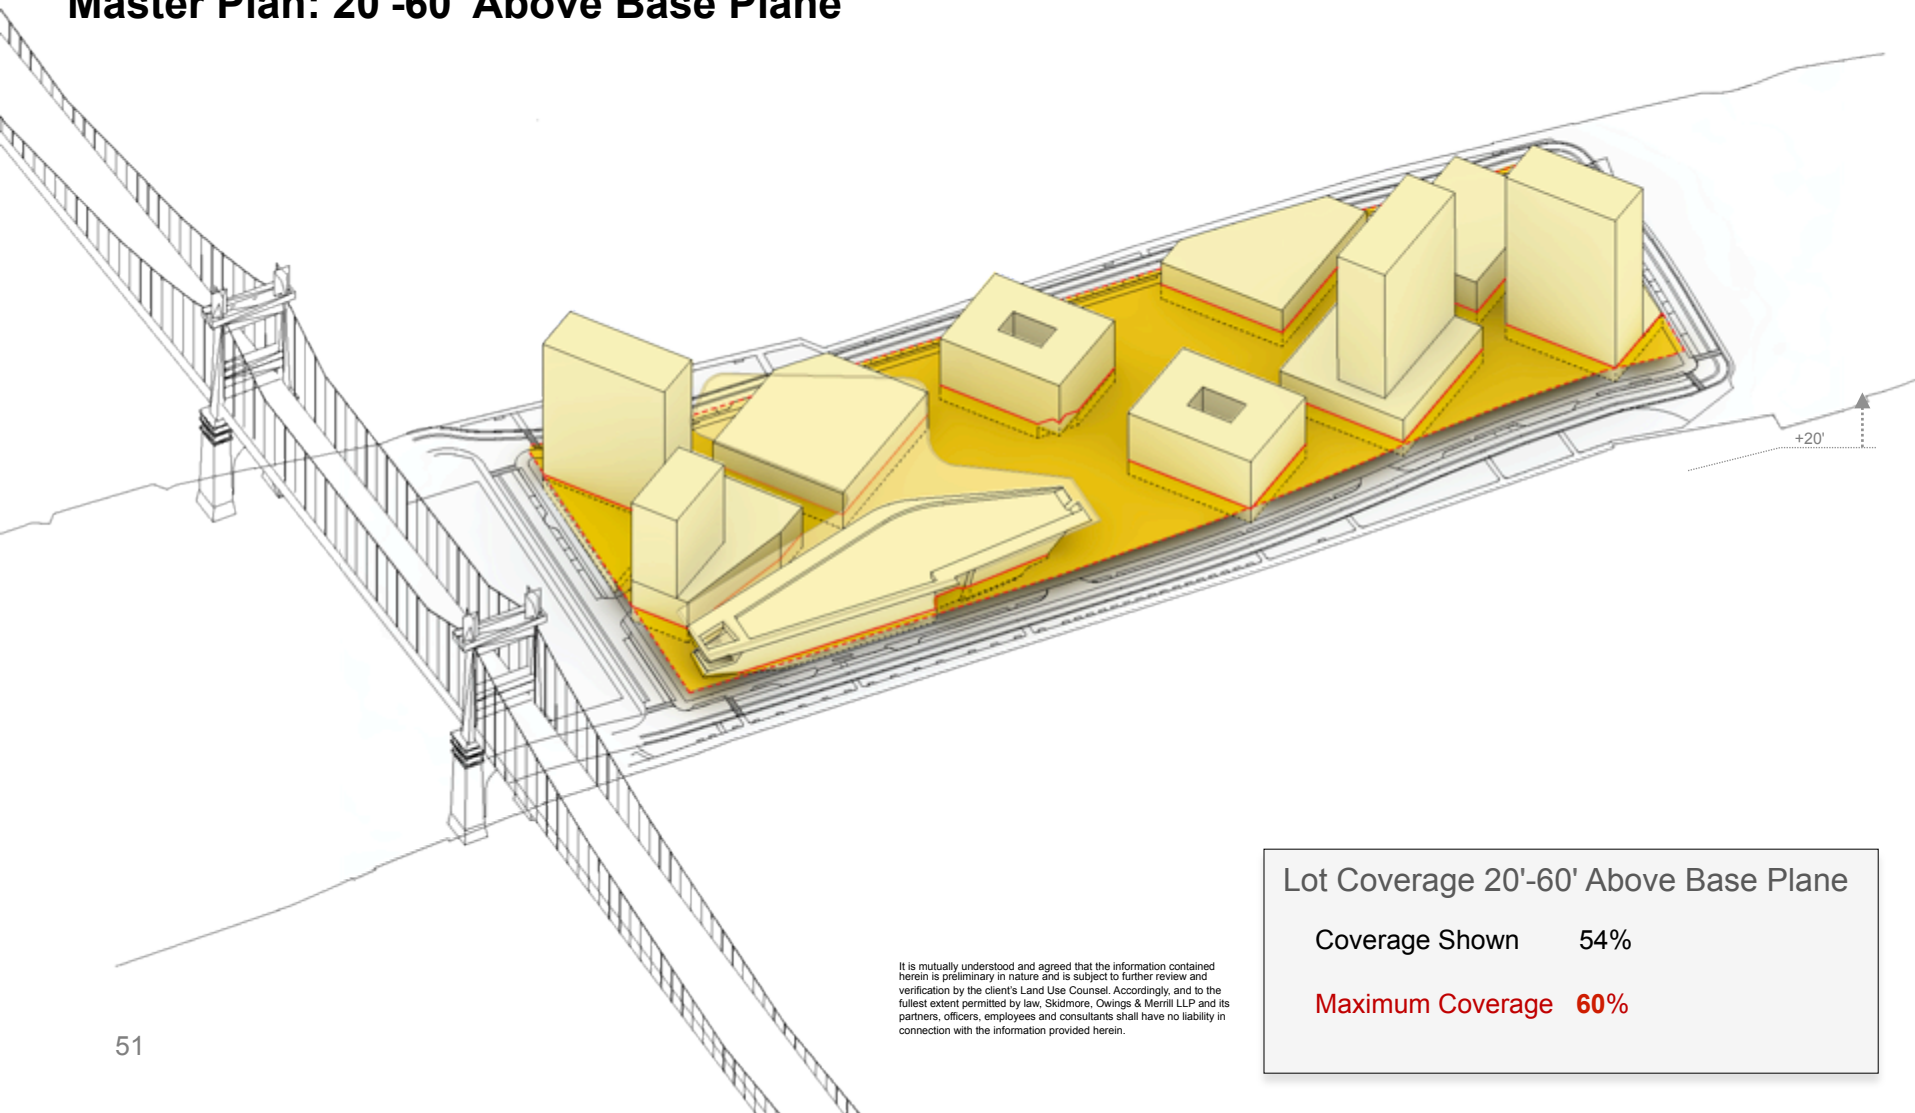 Master Plan: 20'-60' Above Base Plane
+20'
Lot Coverage 20'-60' Above Base Plane
Coverage Shown 54%
Maximum Coverage 60%
It is mutually understood and agreed that the information contained
herein is preliminary in nature and is subject to further review and
verification by the client's Land Use Counsel. Accordingly, and to the
fullest extent permitted by law, Skidmore, Owings & Merrill LLP and its
partners, officers, employees and consultants shall have no liability in
connection with the information provided herein.
51